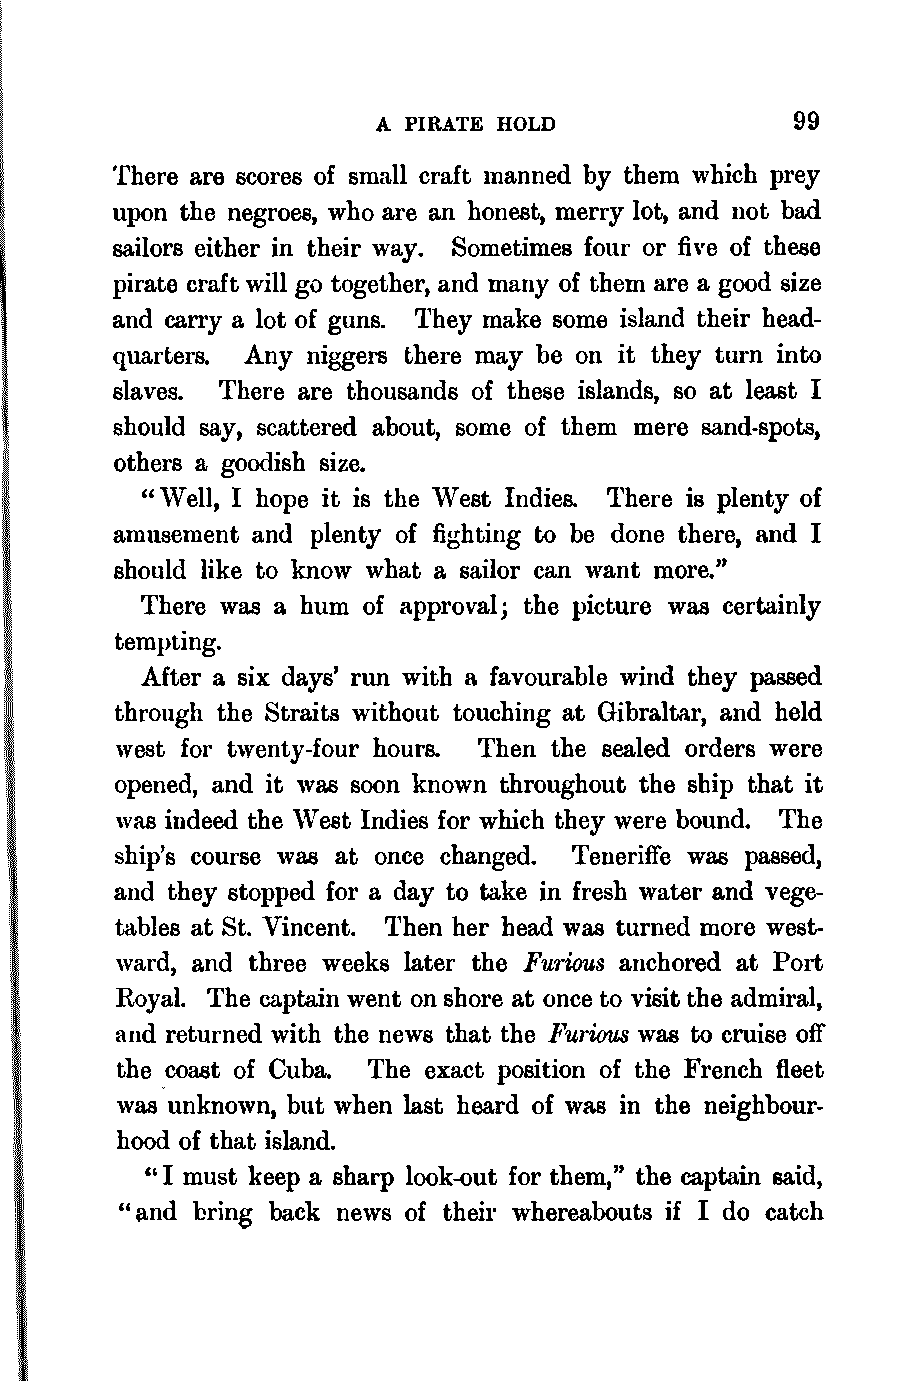 A PIRATE HOLD 99
There are scores of small craft manned by them which prey
upon the negroes, who are an honest, merry lot, and not bad
sailors either in their way. Sometimes four or five of these
pirate craft will go together, and many of them are a good size
and carry a lot of guns. They make some island their head-
quarters. Any niggers there may be on it they turn into
slaves. There are thousands of these islands, so at least I
should say, scattered about, some of them mere sand-spots,
others a goodish size.
“Well, I hope it is the West Indies. There is plenty of
amusement and plenty of fighting to be done there, and I
should like to know what a sailor can want more.”
There was a hum of approval; the picture was certainly
tempting.
After a six days’ run with a favourable wind they passed
through the Straits without touching at Gibraltar, and held
west for twenty-four hours. Then the sealed orders were
opened, and it was soon known throughout the ship that it
was indeed the West Indies for which they were bound. The
ship’s course was at once changed. Teneriffe was passed,
and they stopped for a day to take in fresh water and vege-
tables at St. Vincent. Then her head was turned more west-
ward, and three weeks later the Furious anchored at Port
Royal. The captain went on shore at once to visit the admiral,
and returned with the news that the Furious was to cruise off
the coast of Cuba. The exact position of the French fleet
was unknown, but when last heard of was in the neighbour-
hood of that island.
“I must keep a sharp look-out for them,” the captain said,
“and bring back news of their whereabouts if I do catch